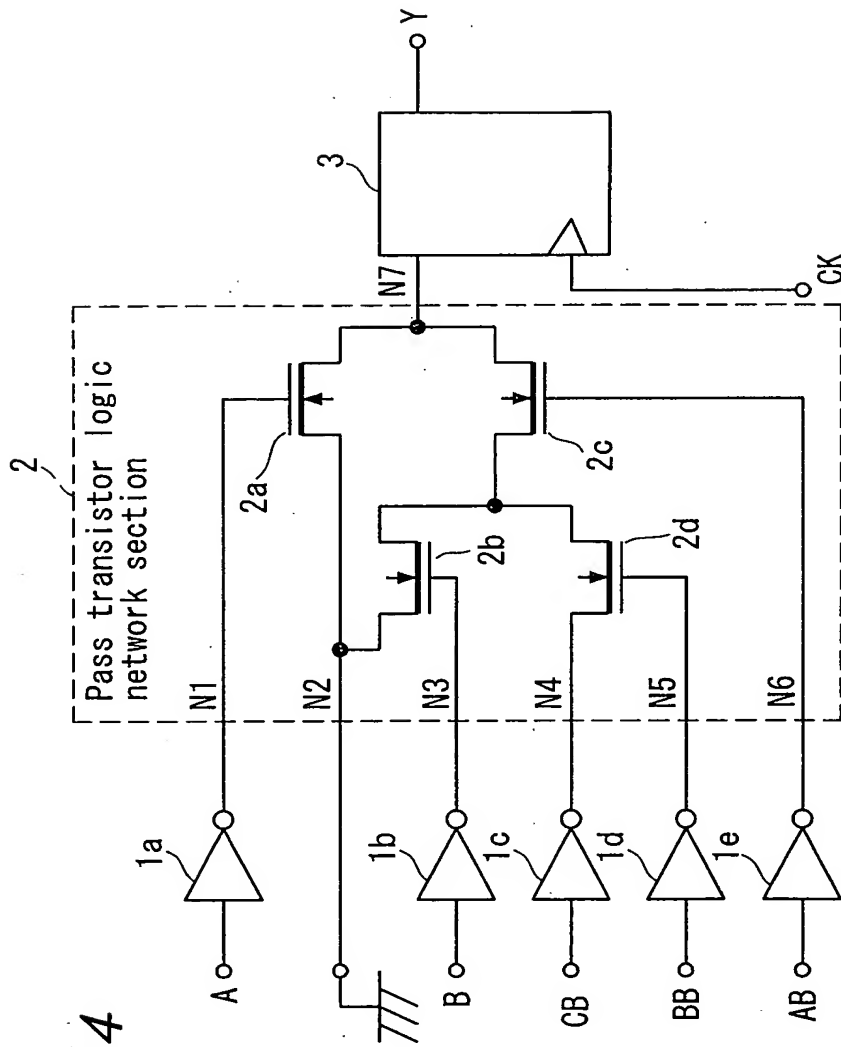 4
2
Pass transistor logic
network section
A
1a
N1
2a
N2
B
1b
N3
2b
CB
1c
N4
BB
1d
N5
2d
AB
1e
N6
2c
N7
3
CK
Y